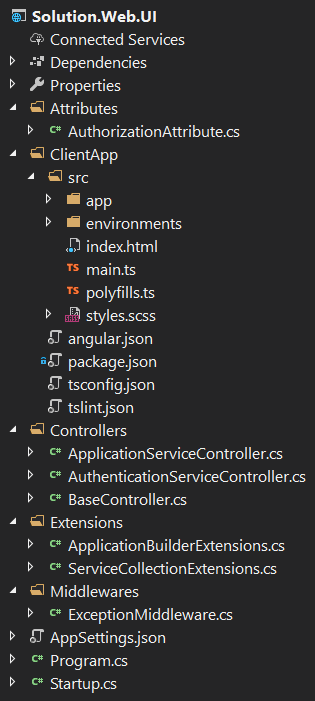 Solution.Web.UI
Connected Services
Dependencies
Properties
Attributes
C# AuthorizationAttribute.cs
ClientApp
src
app
environments
index.html
TS main.ts
TS polyfills.ts
styles.scss
angular.json
package.json
tsconfig.json
tslint.json
Controllers
C# ApplicationServiceController.cs
C# AuthenticationServiceController.cs
C# BaseController.cs
Extensions
C# ApplicationBuilderExtensions.cs
C# ServiceCollectionExtensions.cs
Middlewares
C# ExceptionMiddleware.cs
AppSettings.json
C# Program.cs
C# Startup.cs